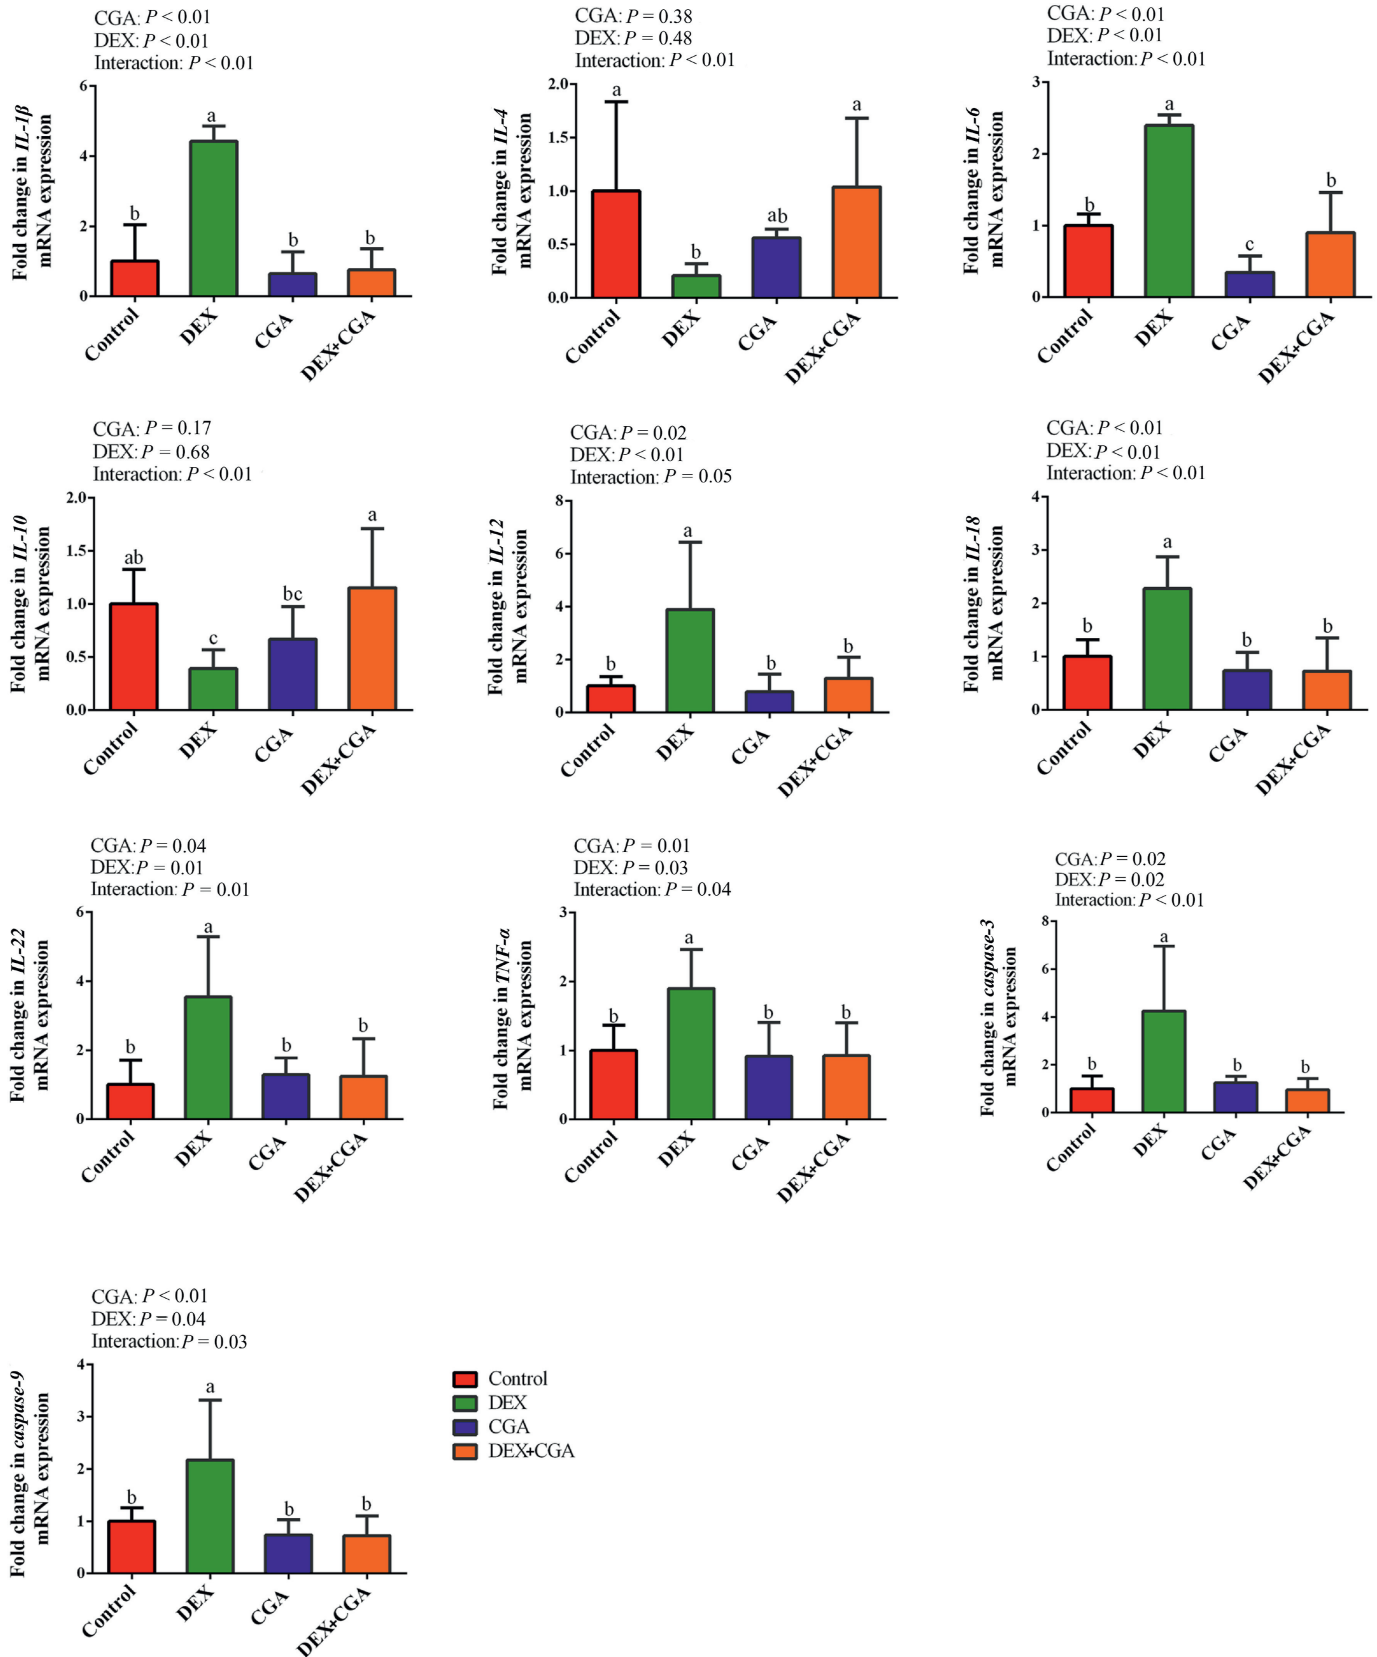 CGA: P < 0.01
DEX: P < 0.01
Interaction: P < 0.01
Fold change in IL-1β
mRNA expression
6
4
2
0
b
a
b
b
Control
DEX
CGA
DEX+CGA
CGA: P = 0.38
DEX: P = 0.48
Interaction: P < 0.01
Fold change in IL-4
mRNA expression
2.0
1.5
1.0
0.5
0.0
a
b
ab
a
Control
DEX
CGA
DEX+CGA
CGA: P < 0.01
DEX: P < 0.01
Interaction: P < 0.01
Fold change in IL-6
mRNA expression
3
2
1
0
b
a
c
b
Control
DEX
CGA
DEX+CGA
CGA: P = 0.17
DEX: P = 0.68
Interaction: P < 0.01
Fold change in IL-10
mRNA expression
2.0
1.5
1.0
0.5
0.0
ab
c
bc
a
Control
DEX
CGA
DEX+CGA
CGA: P = 0.02
DEX: P < 0.01
Interaction: P = 0.05
Fold change in IL-12
mRNA expression
8
6
4
2
0
b
a
b
b
Control
DEX
CGA
DEX+CGA
CGA: P < 0.01
DEX: P < 0.01
Interaction: P < 0.01
Fold change in IL-18
mRNA expression
4
3
2
1
0
b
a
b
b
Control
DEX
CGA
DEX+CGA
CGA: P = 0.04
DEX: P = 0.01
Interaction: P = 0.01
Fold change in IL-22
mRNA expression
6
4
2
0
b
a
b
b
Control
DEX
CGA
DEX+CGA
CGA: P = 0.01
DEX: P = 0.03
Interaction: P = 0.04
Fold change in TNF-α
mRNA expression
3
2
1
0
b
a
b
b
Control
DEX
CGA
DEX+CGA
CGA: P = 0.02
DEX: P = 0.02
Interaction: P < 0.01
Fold change in caspase-3
mRNA expression
8
6
4
2
0
b
a
b
b
Control
DEX
CGA
DEX+CGA
CGA: P < 0.01
DEX: P = 0.04
Interaction: P = 0.03
Fold change in caspase-9
mRNA expression
4
3
2
1
0
b
a
b
b
Control
DEX
CGA
DEX+CGA
Control
DEX
CGA
DEX+CGA